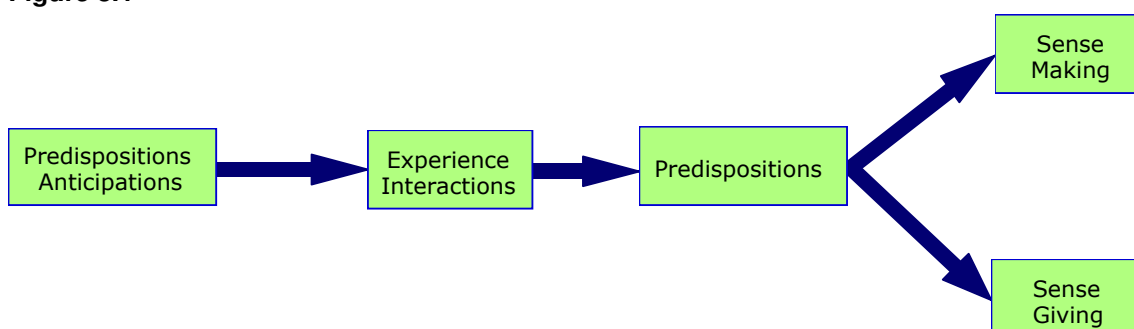 Sense
Making
Predispositions
Anticipations
Experience
Interactions
Predispositions
Sense
Giving